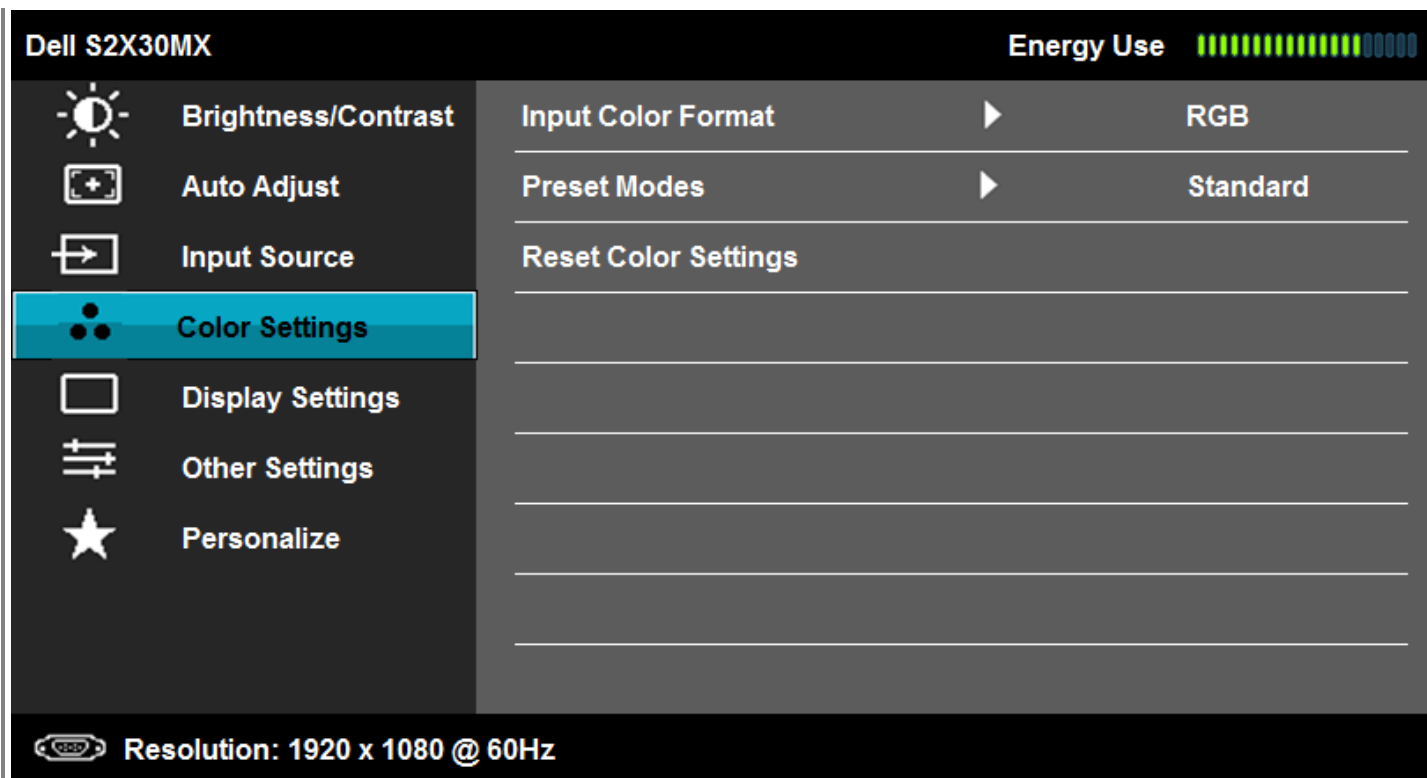 Dell S2X30MX Energy Use
Brightness/Contrast Input Color Format RGB
Auto Adjust Preset Modes Standard
Input Source Reset Color Settings
Color Settings
Display Settings
Other Settings
Personalize
Resolution: 1920 x 1080 @ 60Hz